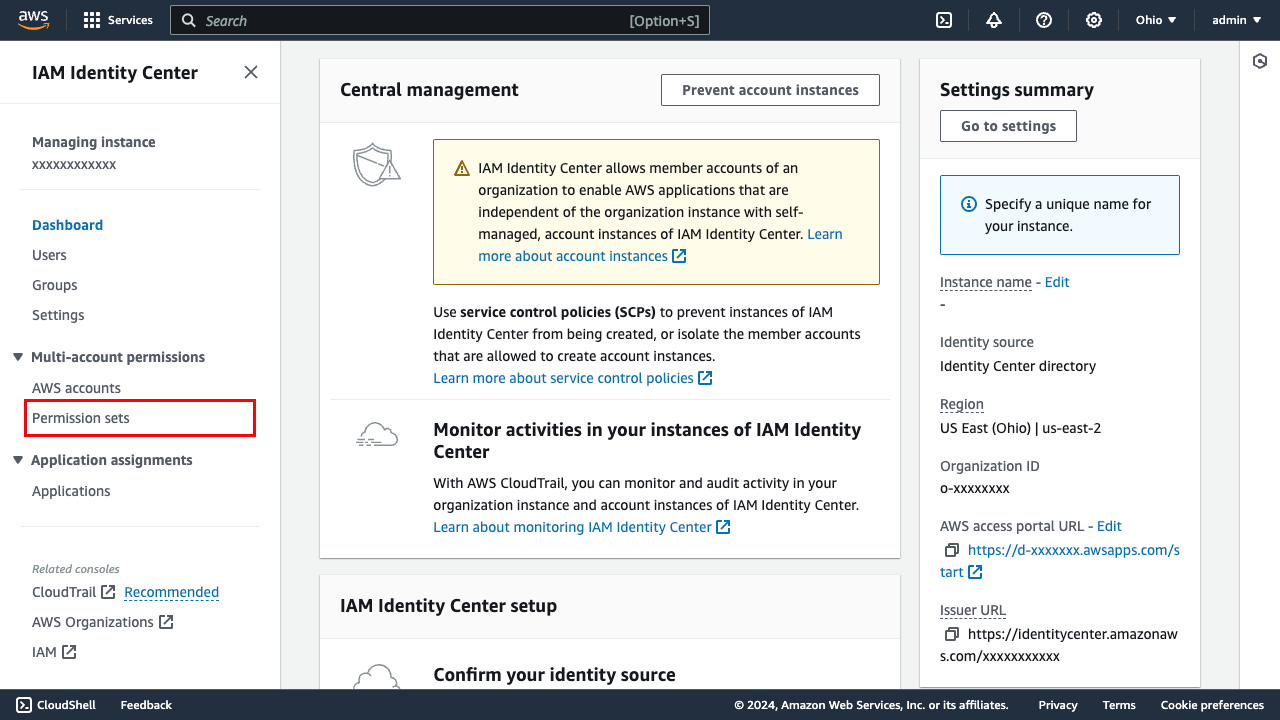 aws
Services
Search
[Option+S]
Ohio
admin
IAM Identity Center
Managing instance
xxxxxxxxxxxx
Dashboard
Users
Groups
Settings
Multi-account permissions
AWS accounts
Permission sets
Application assignments
Applications
Related consoles
CloudTrail Recommended
AWS Organizations
IAM
Central management
Prevent account instances
IAM Identity Center allows member accounts of an
organization to enable AWS applications that are
independent of the organization instance with self-
managed, account instances of IAM Identity Center. Learn
more about account instances
Use service control policies (SCPs) to prevent instances of IAM
Identity Center from being created, or isolate the member accounts
that are allowed to create account instances.
Learn more about service control policies
Monitor activities in your instances of IAM Identity
Center
With AWS CloudTrail, you can monitor and audit activity in your
organization instance and account instances of IAM Identity Center.
Learn about monitoring IAM Identity Center
IAM Identity Center setup
Confirm your identity source
Settings summary
Go to settings
Specify a unique name for
your instance.
Instance name - Edit
-
Identity source
Identity Center directory
Region
US East (Ohio) | us-east-2
Organization ID
o-xxxxxxxx
AWS access portal URL - Edit
https://d-xxxxxxx.awsapps.com/s
tart
Issuer URL
https://identitycenter.amazonaw
s.com/xxxxxxxxxxx
CloudShell
Feedback
© 2024, Amazon Web Services, Inc. or its affiliates.
Privacy
Terms
Cookie preferences